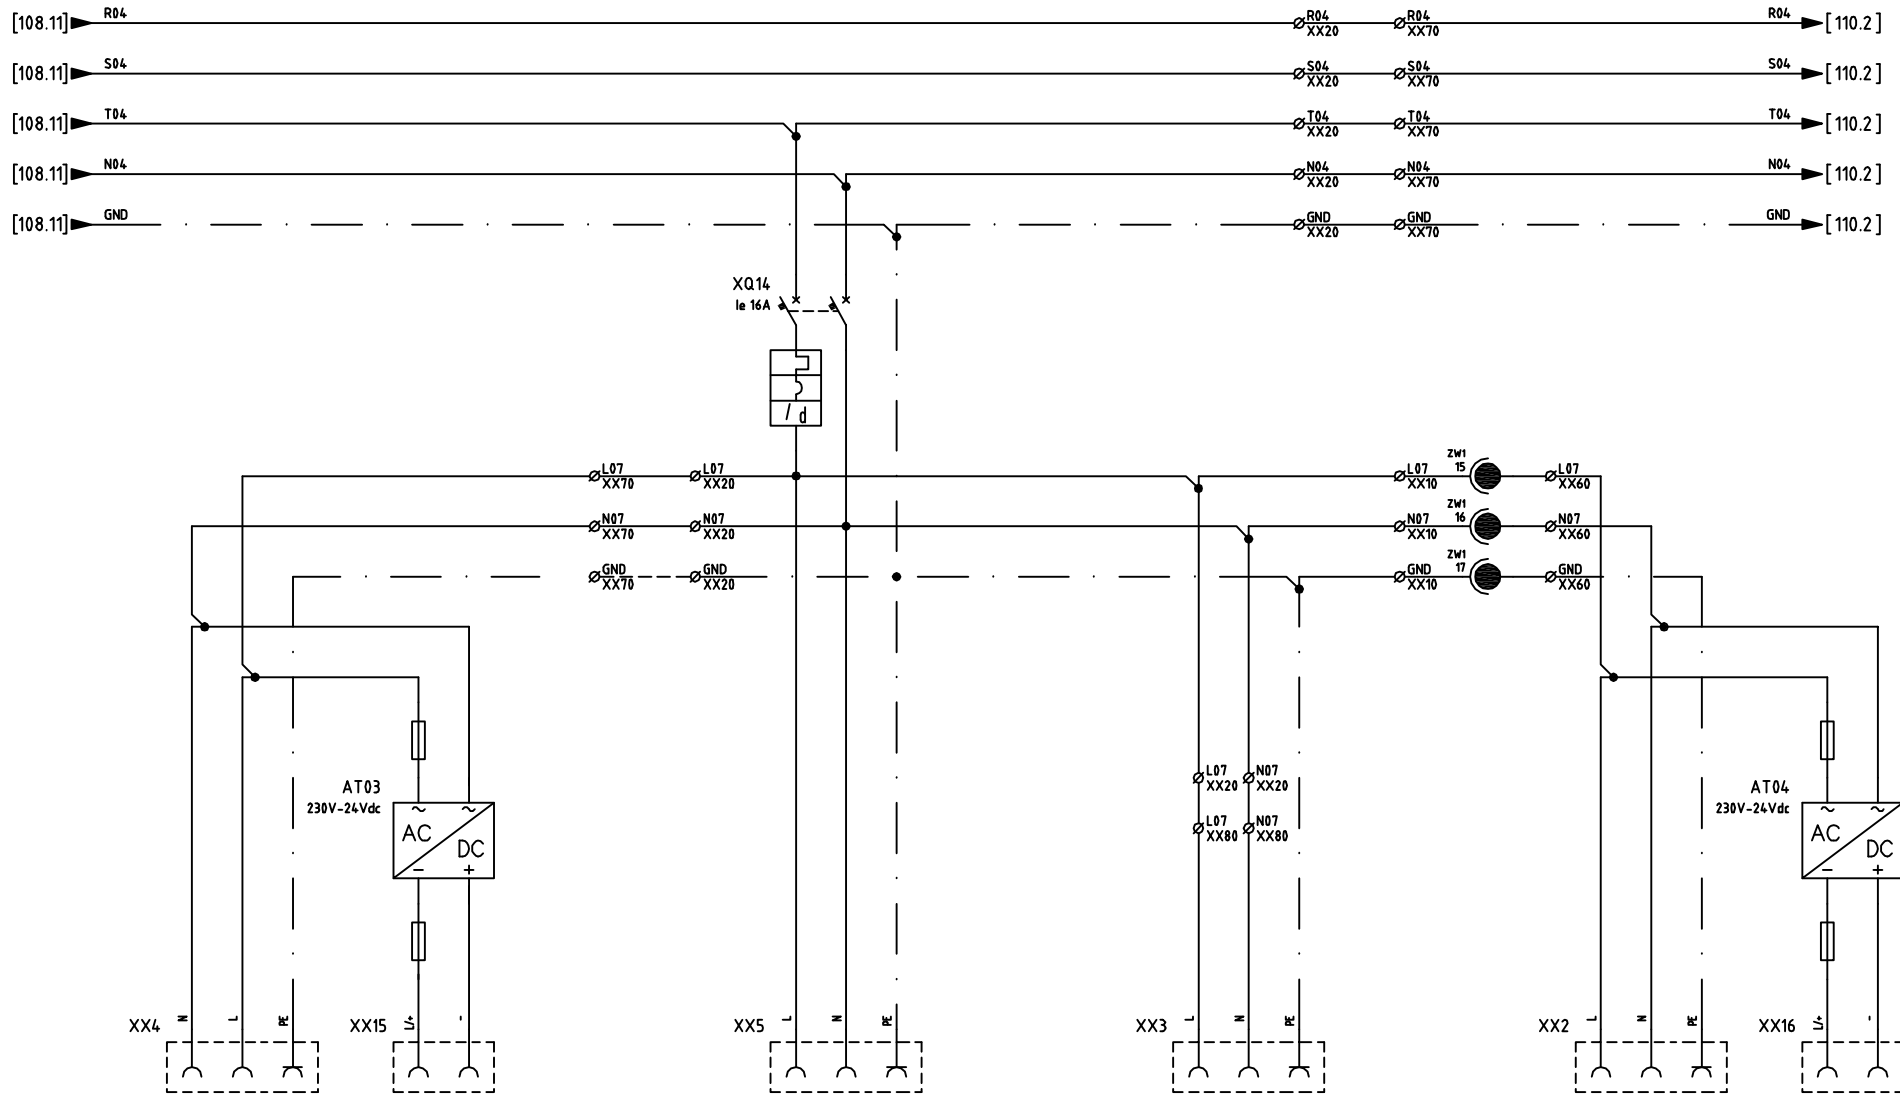 [108.11] R04 R04 R04 R04 [110.2]
XX20 XX70
[108.11] S04 S04 S04 S04 [110.2]
XX20 XX70
[108.11] T04 T04 T04 T04 [110.2]
XX20 XX70
[108.11] N04 N04 N04 N04 [110.2]
XX20 XX70
[108.11] GND GND GND GND [110.2]
XX20 XX70
XQ14
Ie 16A
I d
ZW1
15
L07 L07 L07 L07
XX70 XX20 XX10 XX60
ZW1
16
N07 N07 N07 N07
XX70 XX20 XX10 XX60
ZW1
17
GND GND GND GND
XX70 XX20 XX10 XX60
L07 N07
XX20 XX20
AT03 AT04
230V-24Vdc 230V-24Vdc
~ ~ ~ ~
L07 N07
XX80 XX80
AC AC
DC DC
- + - +
XX4 N L PE XX15 L/+ - XX5 L N PE XX3 L N PE XX2 L N PE XX16 L/+ -